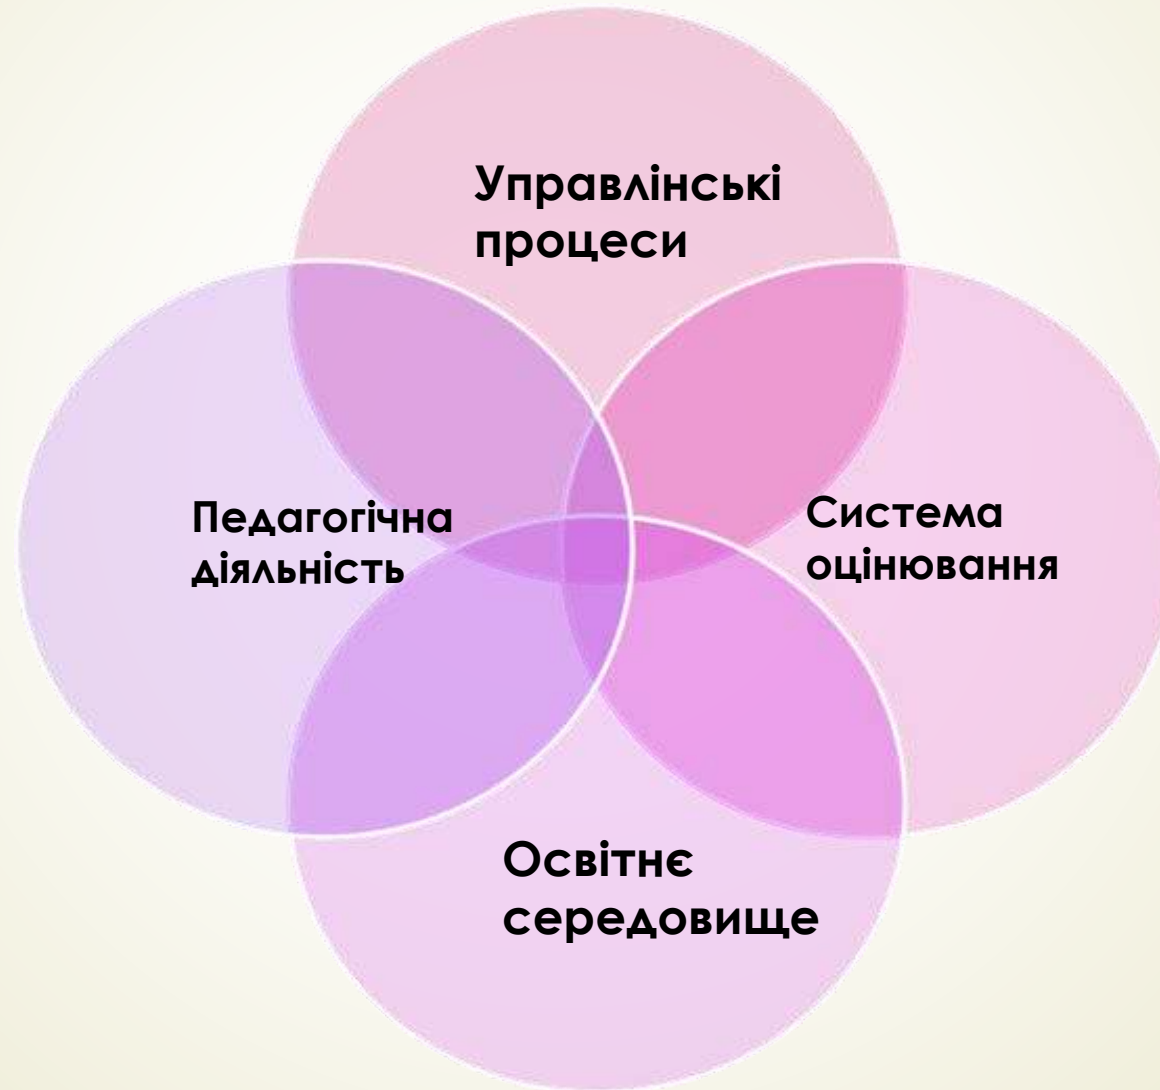 Управлінські
процеси
Педагогічна
діяльність
Система
оцінювання
Освітнє
середовище